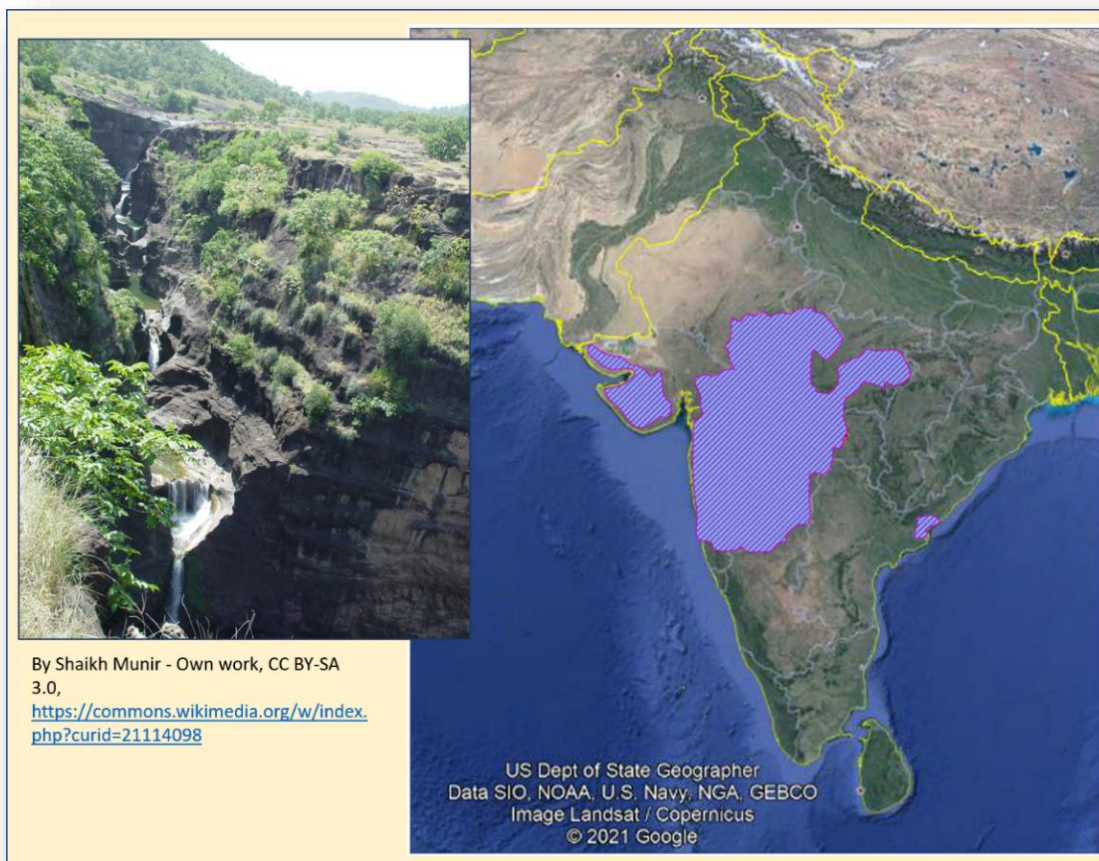 By Shaikh Munir - Own work, CC BY-SA
3.0,
https://commons.wikimedia.org/w/index.
php?curid=21114098
US Dept of State Geographer
Data SIO, NOAA, U.S. Navy, NGA, GEBCO
Image Landsat / Copernicus
© 2021 Google